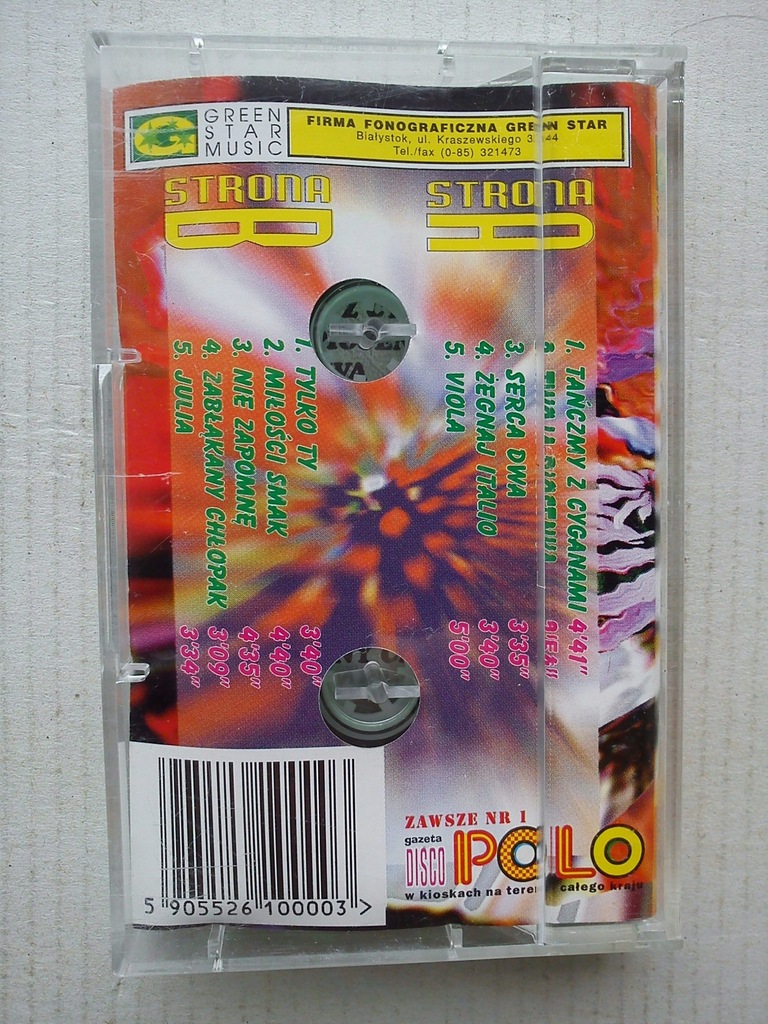 GREEN
STAR
MUSIC
FIRMA FONOGRAFICZNA GREEN STAR
Białystok, ul. Kraszewskiego
Tel./fax (0-85) 321473
STRONA
A
1. TAŃCZMY Z CYGANAMI 4'41"
3. SERCA DWA 3'35"
4. ŻEGNAJ ITALIO 3'40"
5. VIOLA 5'00"
STRONA
B
1. TYLKO TY 3'40"
2. MIŁOŚCI SMAK 4'40"
3. NIE ZAPOMNĘ 4'35"
4. ZABŁĄKANY CHŁOPAK 3'09"
5. JULIA 3'34"
5 905526 100003 >
ZAWSZE NR 1
gazeta
DISCO POLO
w kioskach na terenie całego kraju